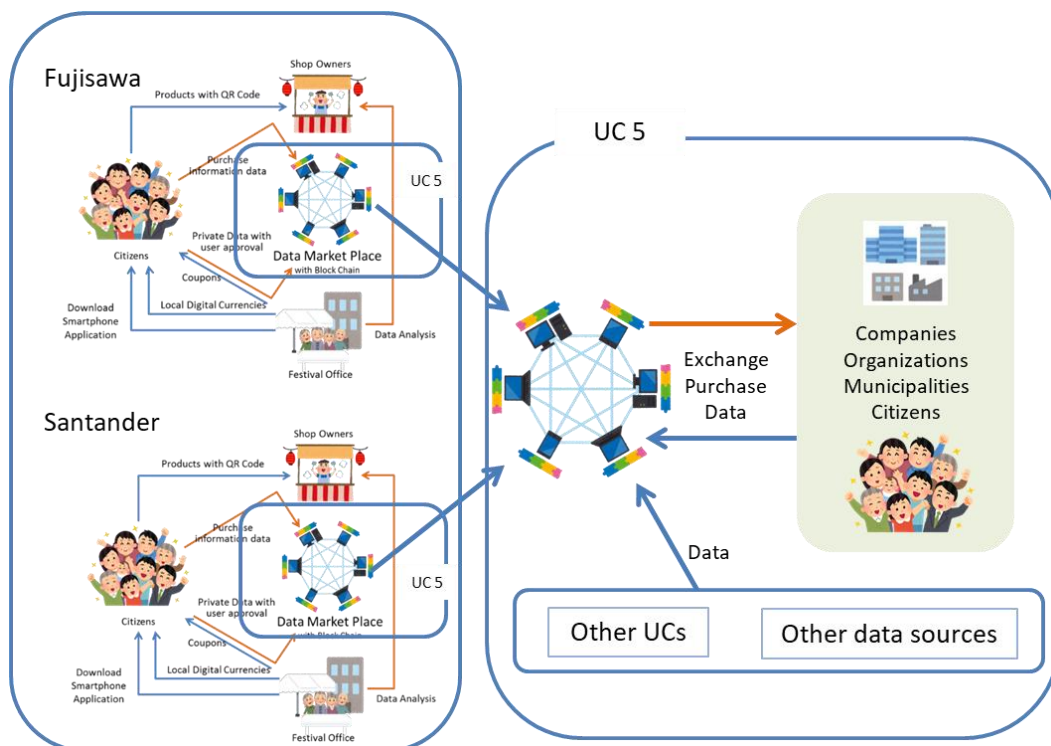 Fujisawa
Shop Owners
Products with QR Code
Purchase
information data
UC 5
Private Data with
user approval
Citizens
Data Market Place
with Block Chain
Coupons
Local Digital Currencies
Download
Smartphone
Application
Data Analysis
Festival Office
Santander
Shop Owners
Products with QR Code
Purchase
information data
UC 5
Private Data with
user approval
Citizens
Data Market Place
with Block Chain
Coupons
Local Digital Currencies
Download
Smartphone
Application
Data Analysis
Festival Office
UC 5
Exchange
Purchase
Data
Companies
Organizations
Municipalities
Citizens
Data
Other UCs
Other data sources